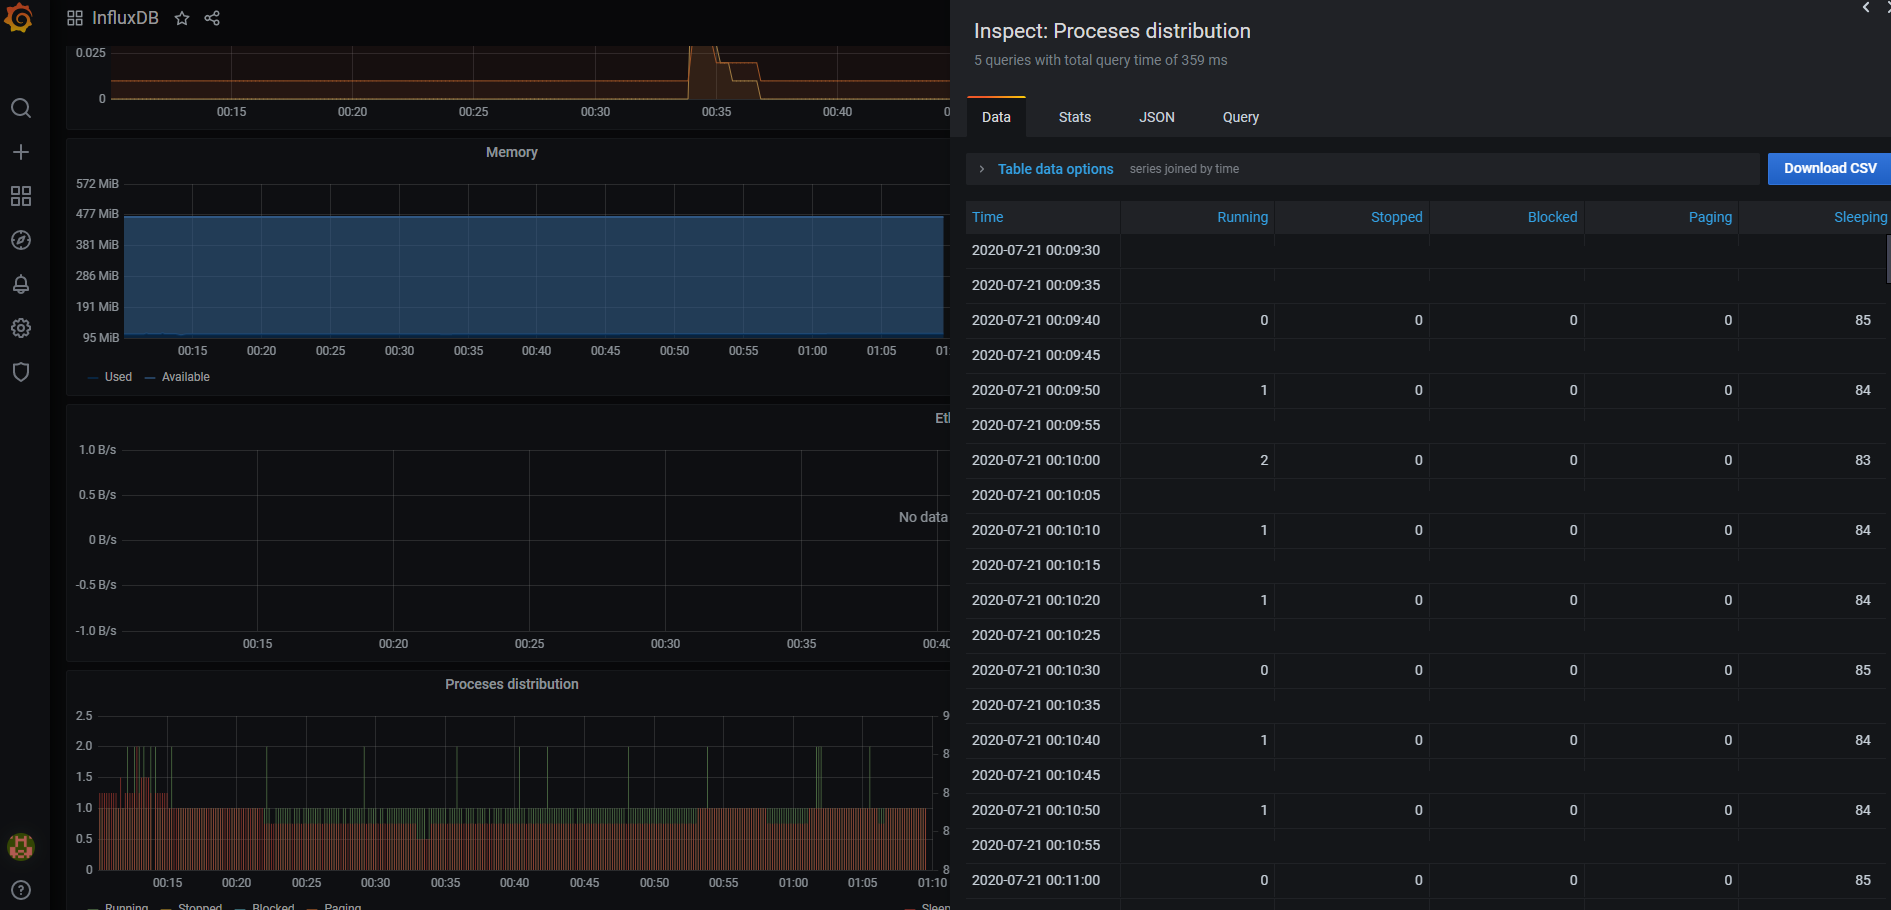 InfluxDB
0.025
0
00:15 00:20 00:25 00:30 00:35 00:40
Memory
572 MiB
477 MiB
381 MiB
286 MiB
191 MiB
95 MiB
00:15 00:20 00:25 00:30 00:35 00:40 00:45 00:50 00:55 01:00 01:05 01:
Used Available
1.0 B/s
0.5 B/s
0 B/s
-0.5 B/s
-1.0 B/s
No data
00:15 00:20 00:25 00:30 00:35 00:40
Proceses distribution
2.5
2.0
1.5
1.0
0.5
0
00:15 00:20 00:25 00:30 00:35 00:40 00:45 00:50 00:55 01:00 01:05 01:10
Running Stopped Blocked Paging Sleep
Inspect: Proceses distribution
5 queries with total query time of 359 ms
Data Stats JSON Query
Table data options series joined by time
Download CSV
Time Running Stopped Blocked Paging Sleeping
2020-07-21 00:09:30
2020-07-21 00:09:35
2020-07-21 00:09:40 0 0 0 0 85
2020-07-21 00:09:45
2020-07-21 00:09:50 1 0 0 0 84
2020-07-21 00:09:55
2020-07-21 00:10:00 2 0 0 0 83
2020-07-21 00:10:05
2020-07-21 00:10:10 1 0 0 0 84
2020-07-21 00:10:15
2020-07-21 00:10:20 1 0 0 0 84
2020-07-21 00:10:25
2020-07-21 00:10:30 0 0 0 0 85
2020-07-21 00:10:35
2020-07-21 00:10:40 1 0 0 0 84
2020-07-21 00:10:45
2020-07-21 00:10:50 1 0 0 0 84
2020-07-21 00:10:55
2020-07-21 00:11:00 0 0 0 0 85